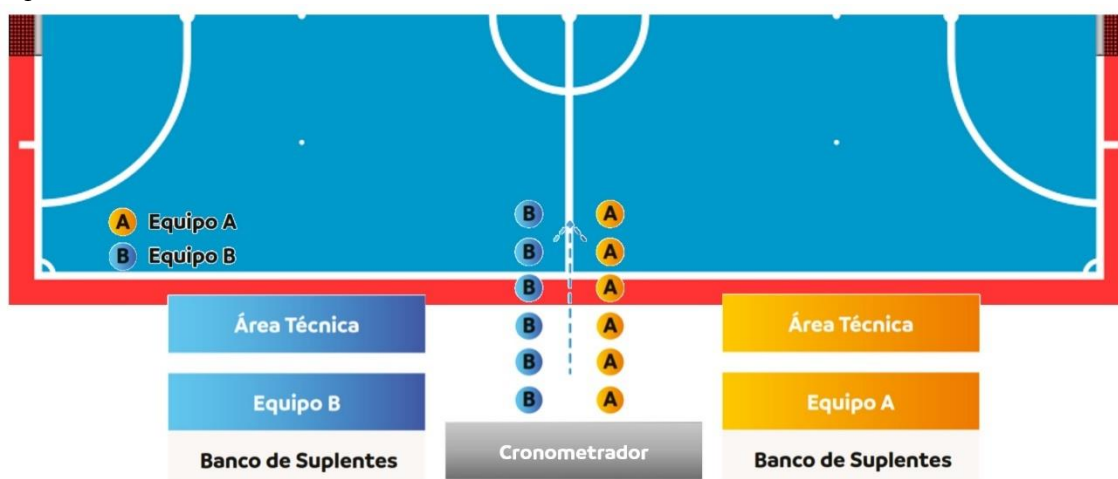 A Equipo A
B Equipo B
B A
B A
B A
B A
B A
B A
Área Técnica
Equipo B
Banco de Suplentes
Cronometrador
Área Técnica
Equipo A
Banco de Suplentes